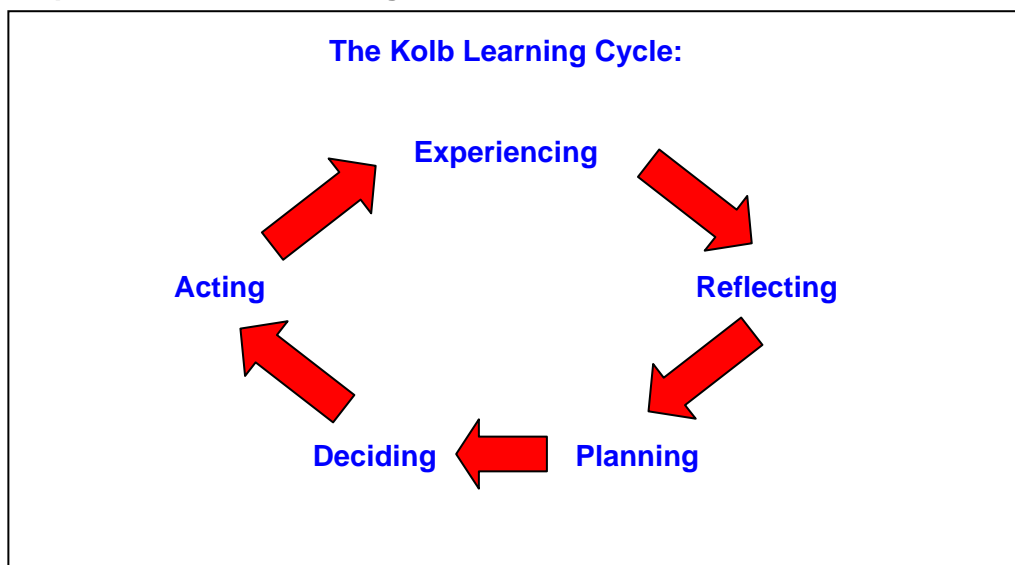 The Kolb Learning Cycle:
Experiencing
Acting
Reflecting
Deciding
Planning